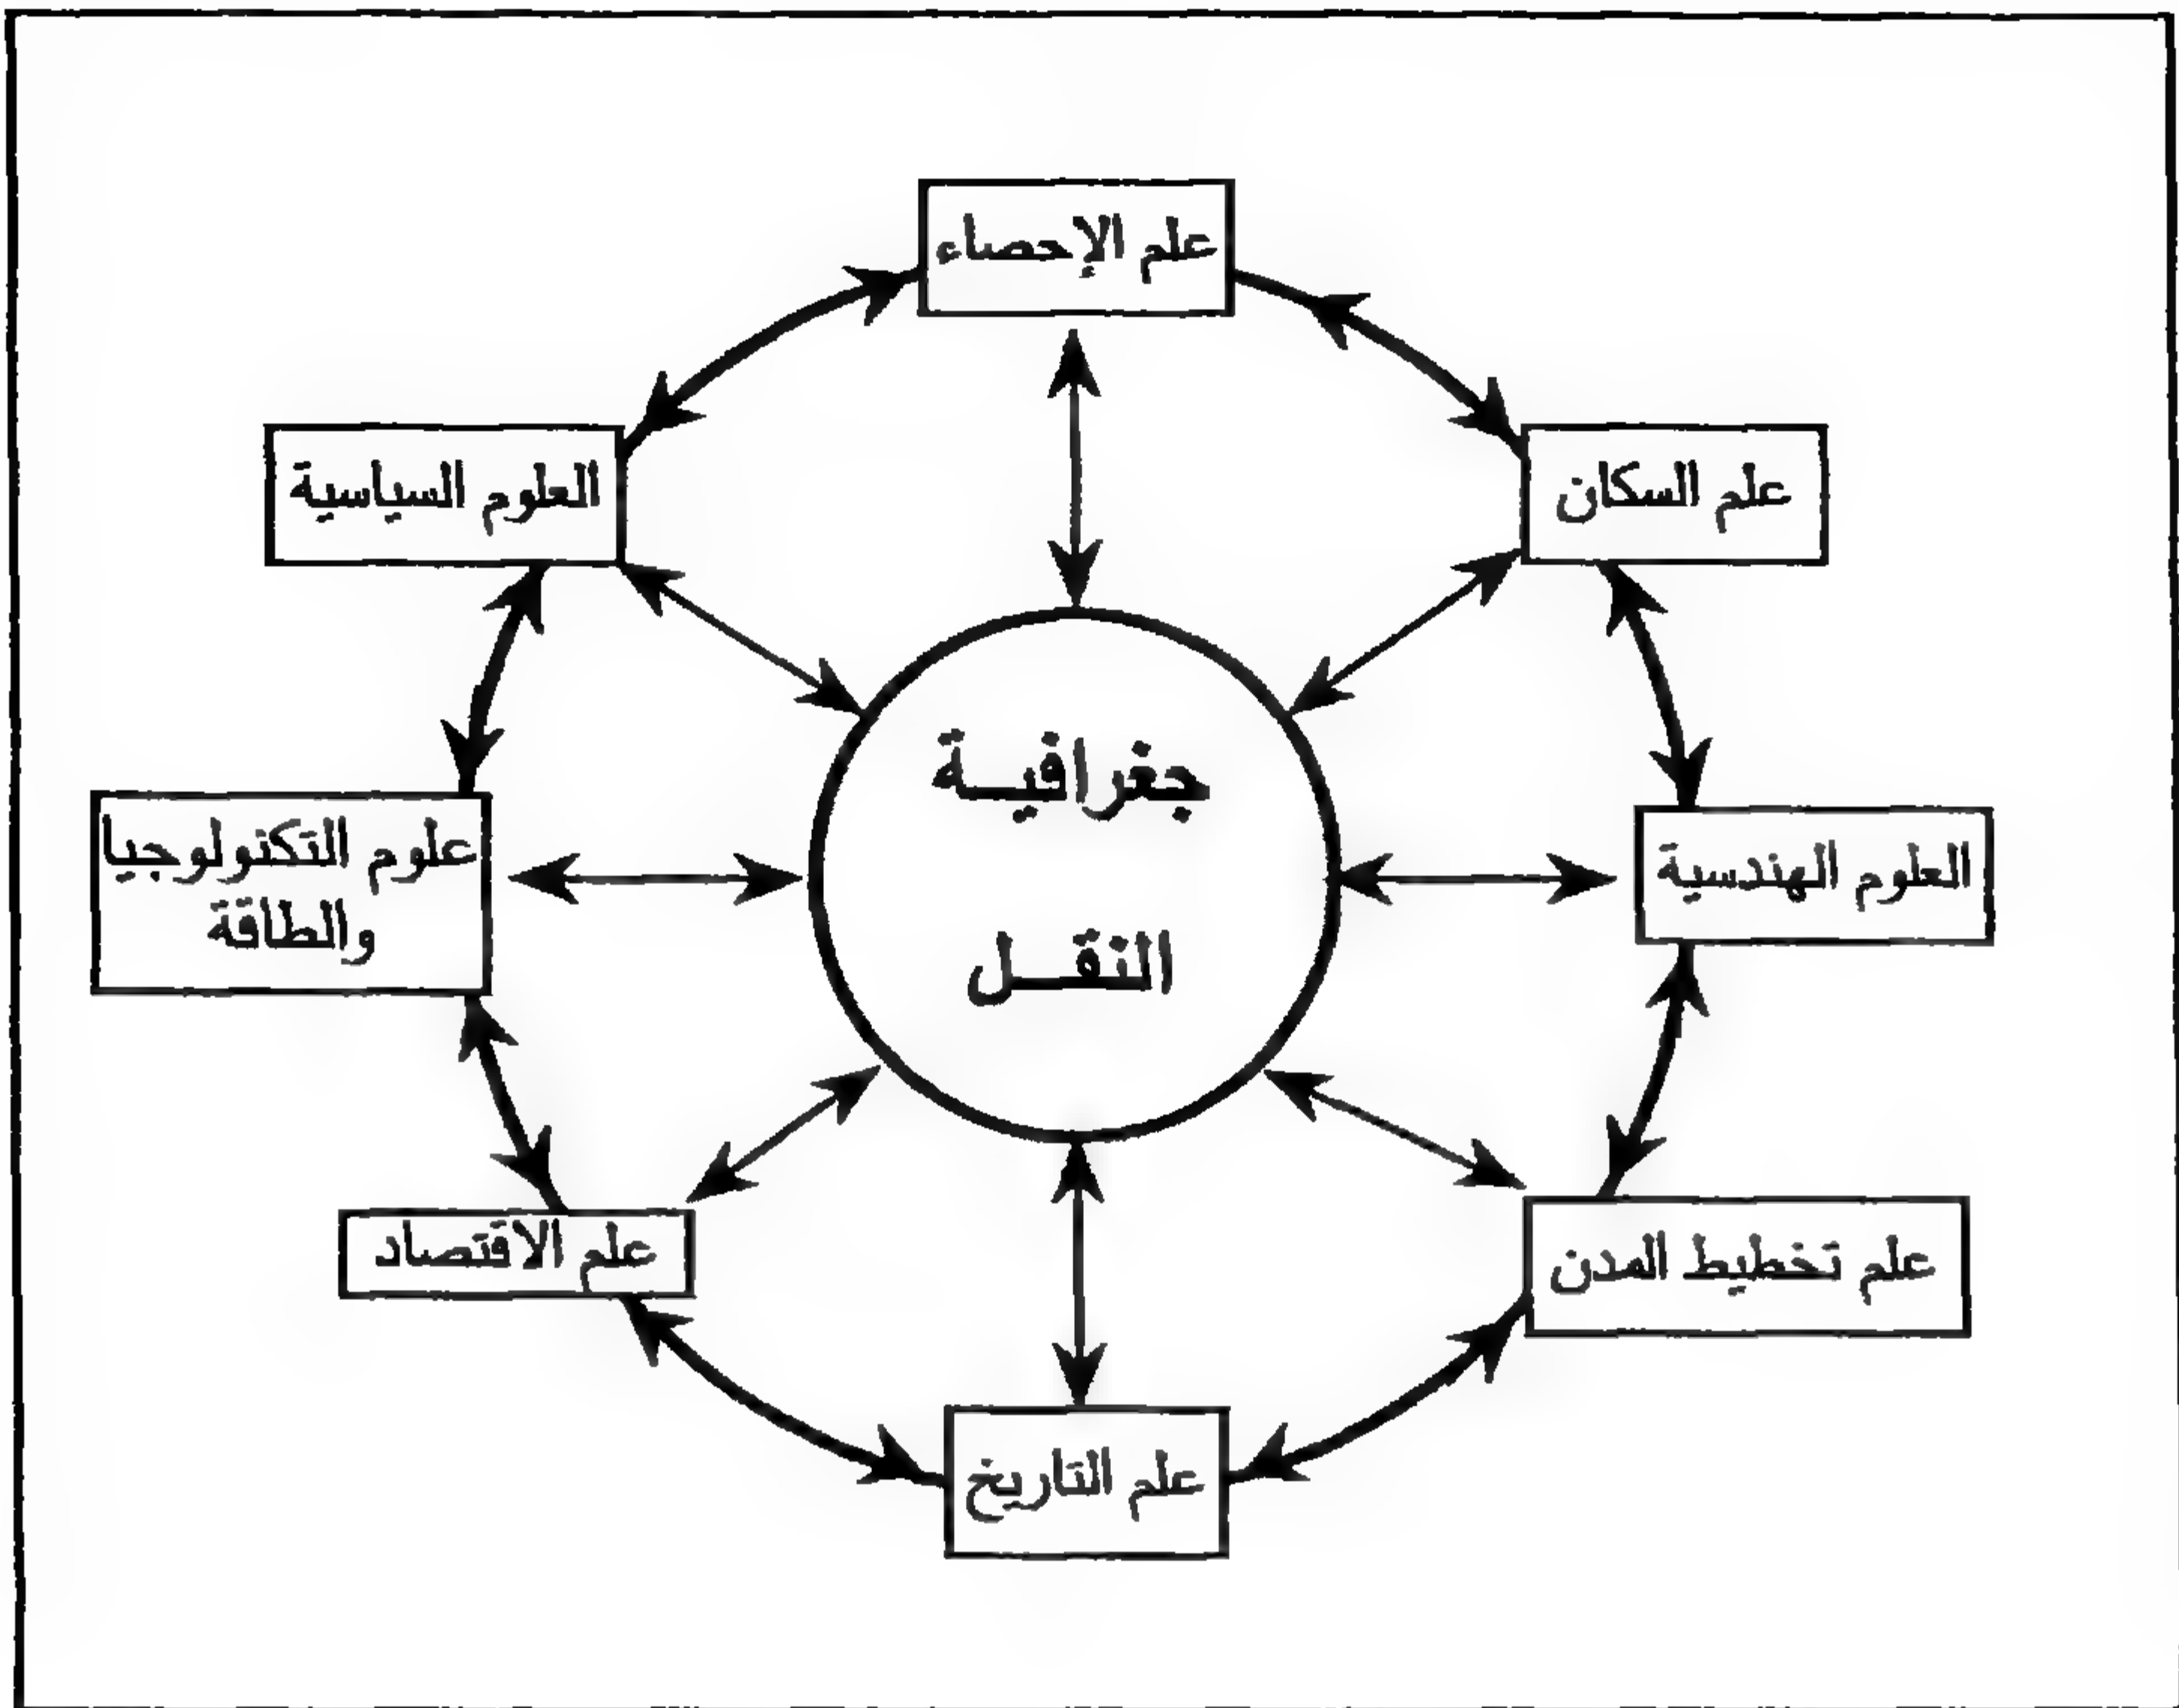 علم الإحصاء
العلوم السياسية
علم السكان
جغرافية
النقل
علوم التكنولوجيا
والطاقة
العلوم الهندسية
علم الاقتصاد
علم تخطيط المدن
علم التاريخ